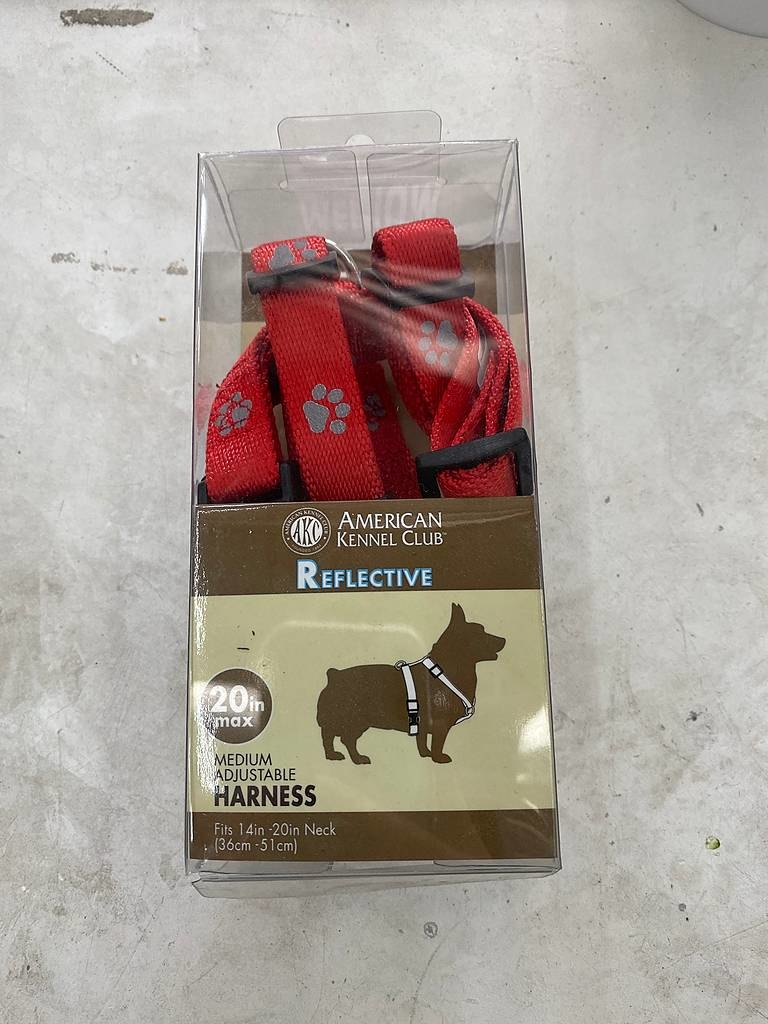 AKC
AMERICAN
KENNEL CLUB
REFLECTIVE
20in
max
MEDIUM
ADJUSTABLE
HARNESS
Fits 14in -20in Neck
(36cm -51cm)